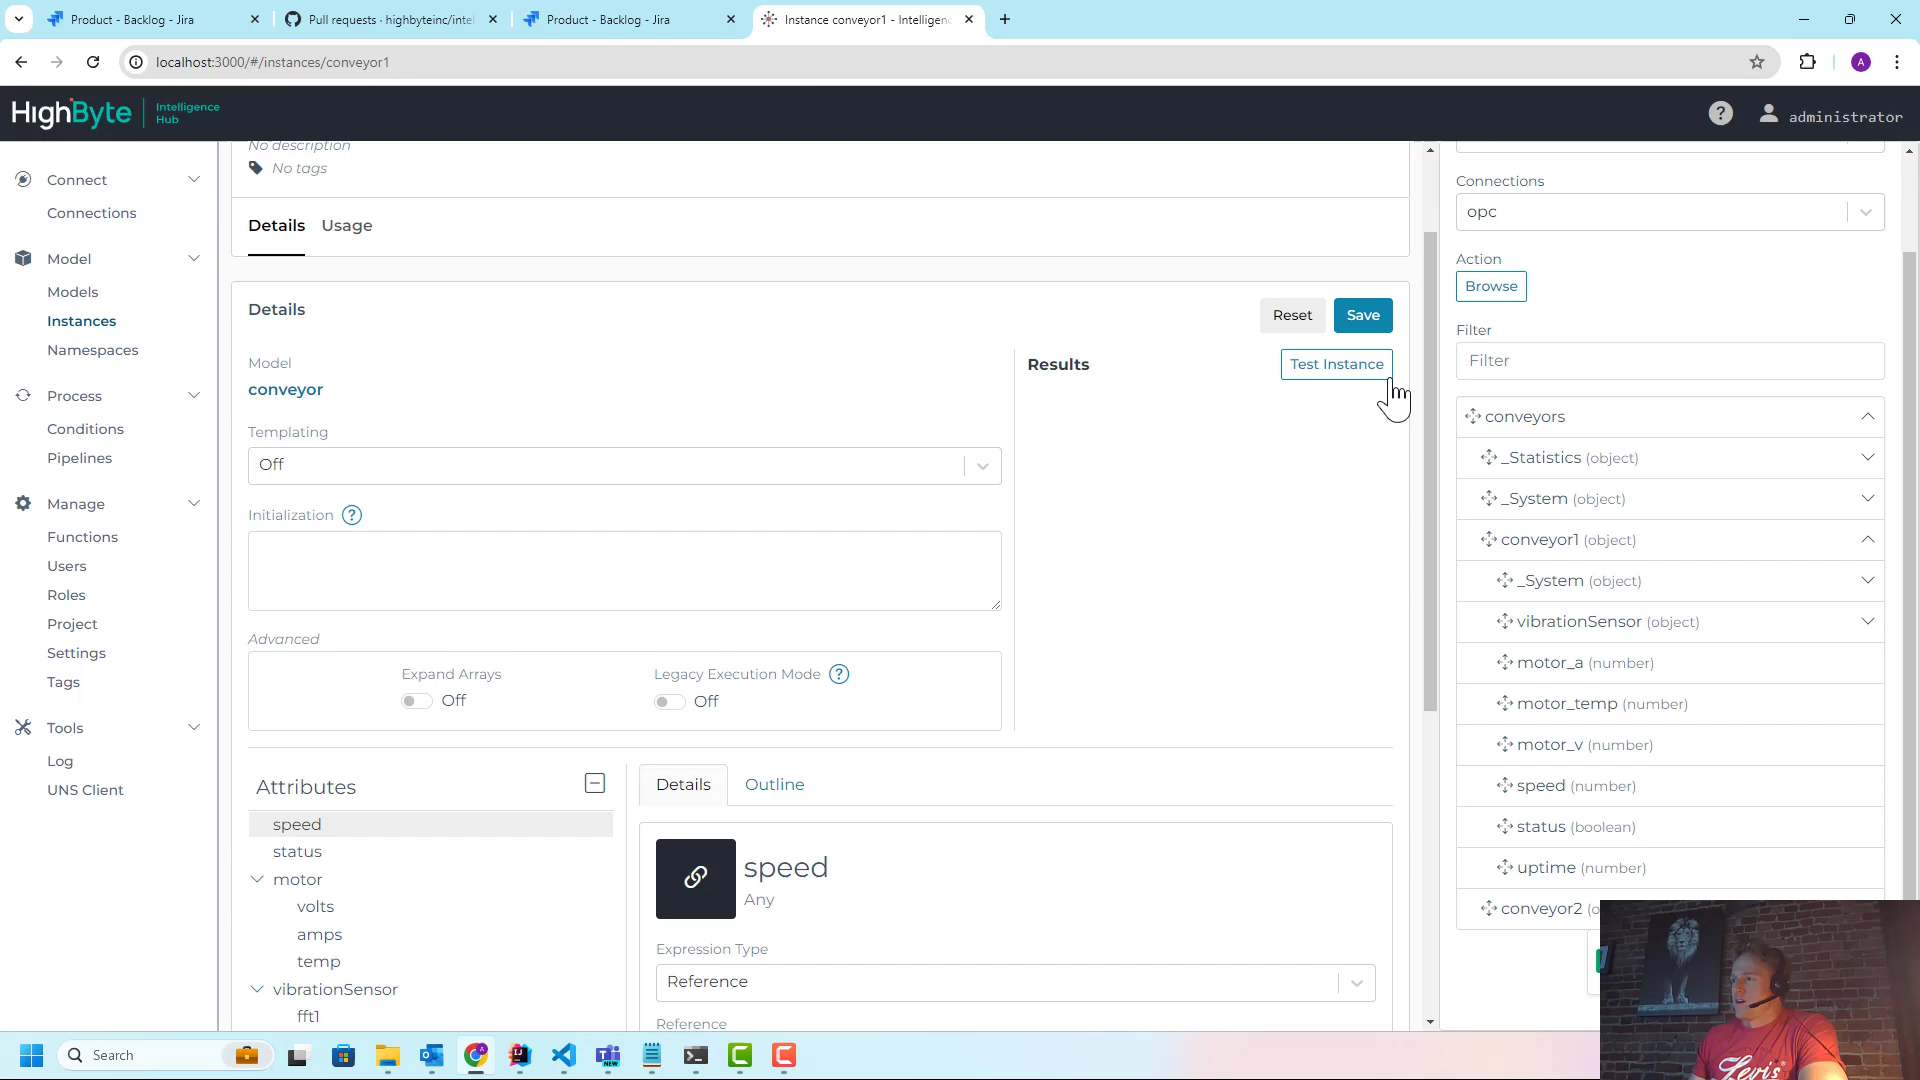 Product - Backlog - Jira
Pull requests · highbyteinc/intel
Product - Backlog - Jira
Instance conveyor1 - Intelligen
localhost:3000/#/instances/conveyor1
A
HighByte
Intelligence
Hub
?
administrator
Connect
Connections
Model
Models
Instances
Namespaces
Process
Conditions
Pipelines
Manage
Functions
Users
Roles
Project
Settings
Tags
Tools
Log
UNS Client
No description
No tags
Details
Usage
Details
Reset
Save
Model
conveyor
Results
Test Instance
Templating
Off
Initialization ?
Advanced
Expand Arrays
Off
Legacy Execution Mode ?
Off
Attributes
speed
status
motor
volts
amps
temp
vibrationSensor
fft1
Details
Outline
speed
Any
Expression Type
Reference
Reference
Connections
opc
Action
Browse
Filter
Filter
conveyors
_Statistics (object)
_System (object)
conveyor1 (object)
_System (object)
vibrationSensor (object)
motor_a (number)
motor_temp (number)
motor_v (number)
speed (number)
status (boolean)
uptime (number)
conveyor2 (o
Search
NEW
Levi's